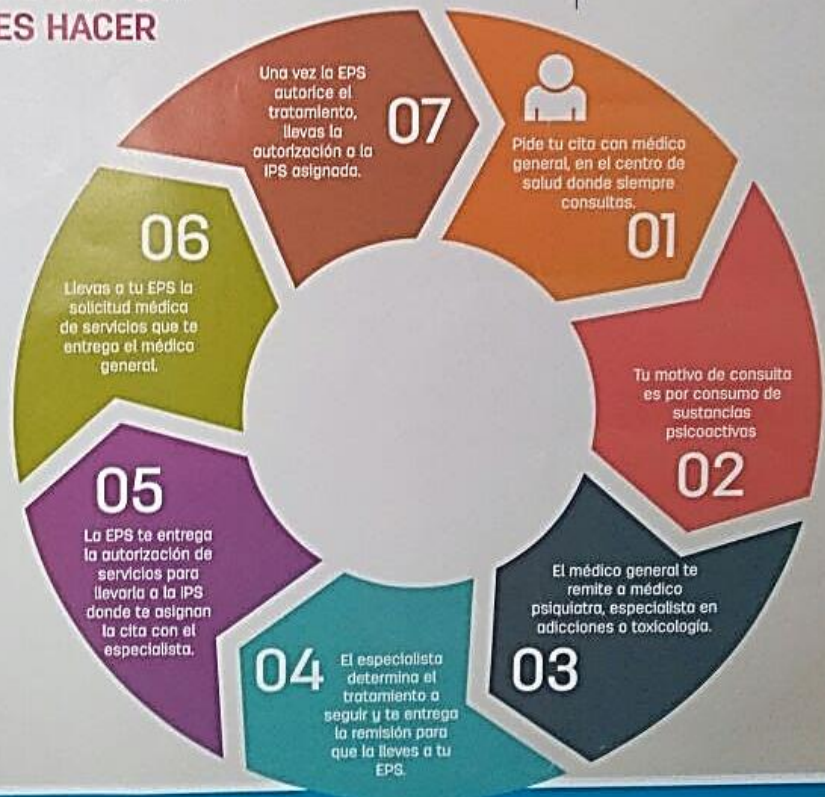 ES HACER
Pide tu cita con médico
general, en el centro de
salud donde siempre
consultas.
01
Tu motivo de consulta
es por consumo de
sustancias
psicoactivas
02
El médico general te
remite a médico
psiquiatra, especialista en
adicciones o toxicología.
03
04
El especialista
determina el
tratamiento a
seguir y te entrega
la remisión para
que la lleves a tu
EPS.
05
La EPS te entrega
la autorización de
servicios para
llevarla a la IPS
donde te asignan
la cita con el
especialista.
06
Llevas a tu EPS la
solicitud médica
de servicios que te
entrega el médico
general.
Una vez la EPS
autorice el
tratamiento,
llevas la
autorización a la
IPS asignada.
07